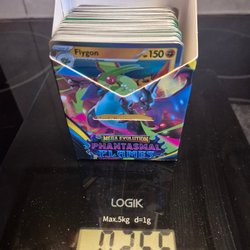 Flygon 150
MEGA EVOLUTION
PHANTASMAL
FLAMES
LOGIK
Max.5kg d=1g